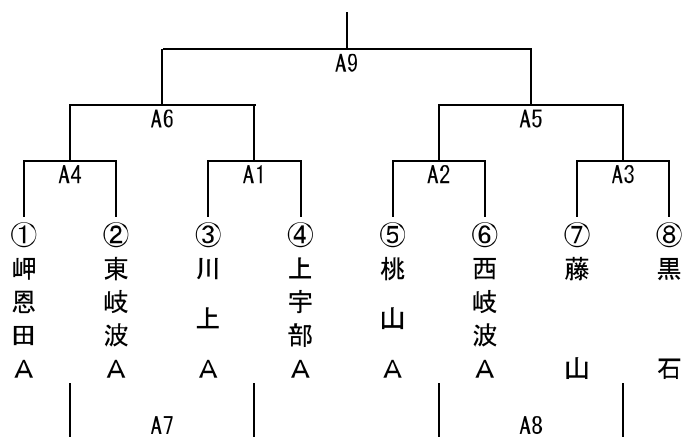 A9
A6
A5
A4
A1
A2
A3
①岬恩田A
②東岐波A
③川上A
④上宇部A
⑤桃山A
⑥西岐波A
⑦藤山
⑧黒石
A7
A8